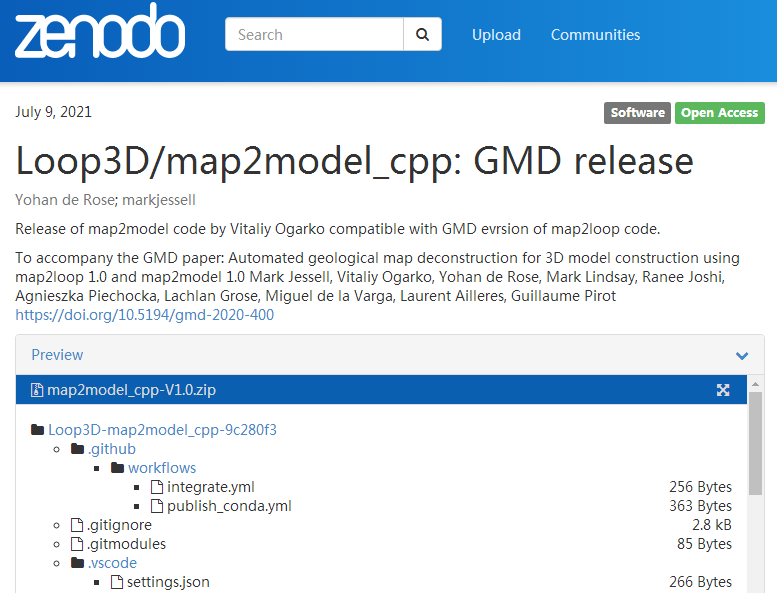 zenodo
Search
Upload
Communities
July 9, 2021
Software
Open Access
Loop3D/map2model_cpp: GMD release
Yohan de Rose; markjessell
Release of map2model code by Vitaliy Ogarko compatible with GMD evrsion of map2loop code.
To accompany the GMD paper: Automated geological map deconstruction for 3D model construction using
map2loop 1.0 and map2model 1.0 Mark Jessell, Vitaliy Ogarko, Yohan de Rose, Mark Lindsay, Ranee Joshi,
Agnieszka Piechocka, Lachlan Grose, Miguel de la Varga, Laurent Ailleres, Guillaume Pirot
https://doi.org/10.5194/gmd-2020-400
Preview
map2model_cpp-V1.0.zip
Loop3D-map2model_cpp-9c280f3
.github
workflows
integrate.yml 256 Bytes
publish_conda.yml 363 Bytes
.gitignore 2.8 kB
.gitmodules 85 Bytes
.vscode
settings.json 266 Bytes